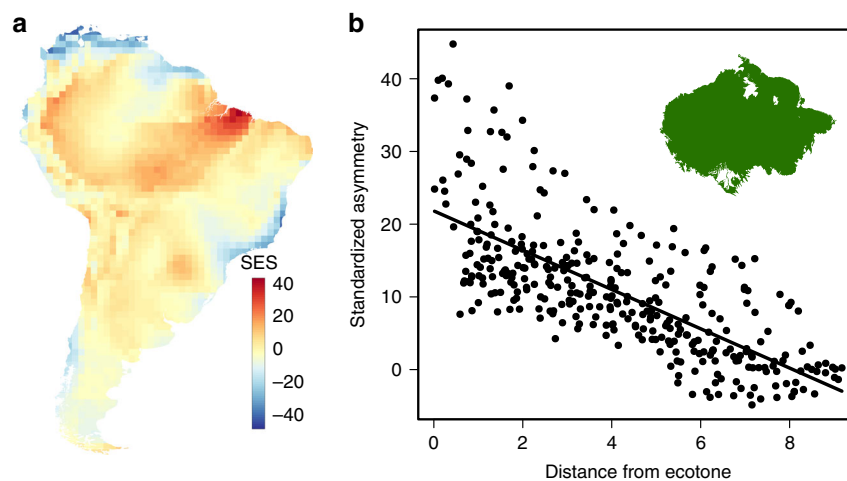 a
SES
40
20
0
−20
−40
b
Standardized asymmetry
40
30
20
10
0
0 2 4 6 8
Distance from ecotone